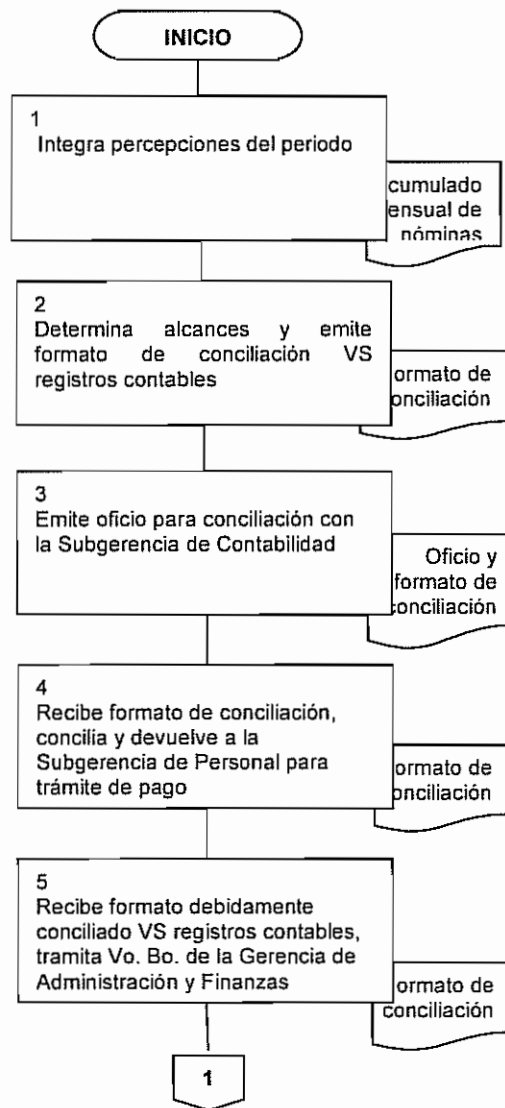 INICIO
1
Integra percepciones del periodo
cumulado
ensual de
nóminas
2
Determina alcances y emite
formato de conciliación VS
registros contables
ormato de
onciliación
3
Emite oficio para conciliación con
la Subgerencia de Contabilidad
Oficio y
formato de
conciliación
4
Recibe formato de conciliación,
concilia y devuelve a la
Subgerencia de Personal para
trámite de pago
ormato de
onciliación
5
Recibe formato debidamente
conciliado VS registros contables,
tramita Vo. Bo. de la Gerencia de
Administración y Finanzas
ormato de
conciliación
1